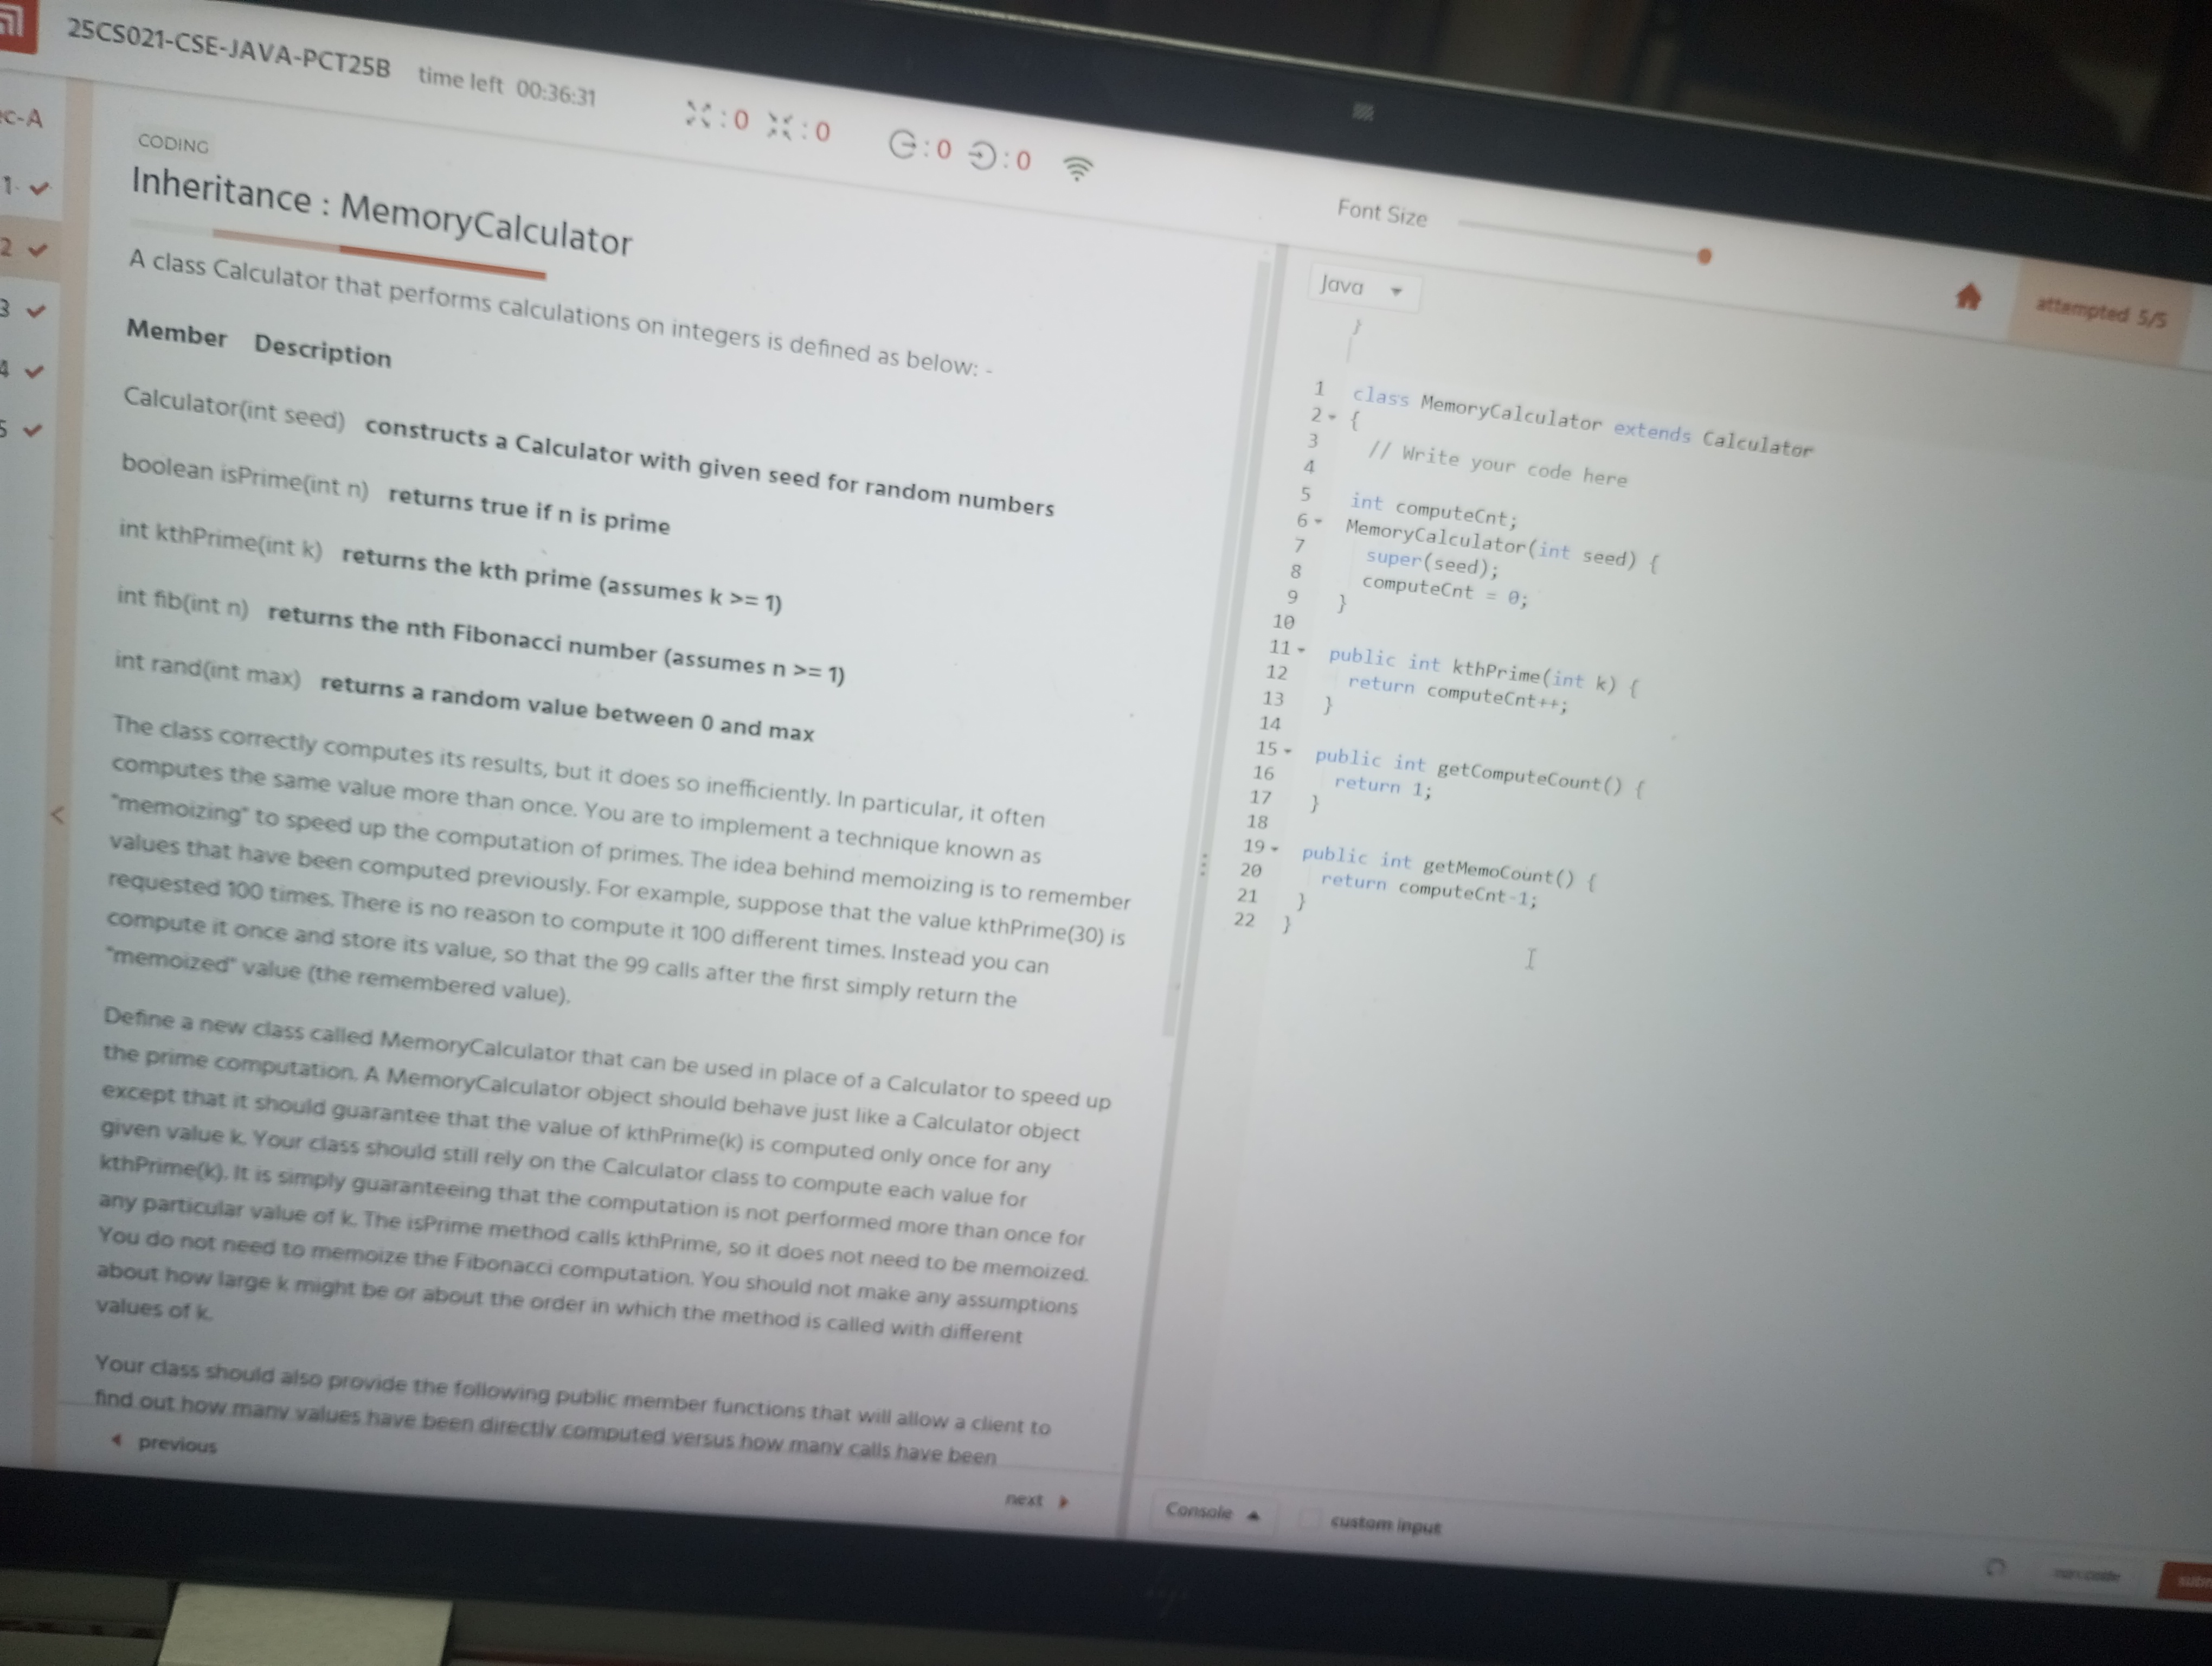 25CS021-CSE-JAVA-PCT25B time left 00:36:31 :0 :0 :0 :0
c-A
1
2
3
4
5
CODING
Inheritance : MemoryCalculator
A class Calculator that performs calculations on integers is defined as below: -
Member Description
Calculator(int seed) constructs a Calculator with given seed for random numbers
boolean isPrime(int n) returns true if n is prime
int kthPrime(int k) returns the kth prime (assumes k >= 1)
int fib(int n) returns the nth Fibonacci number (assumes n >= 1)
int rand(int max) returns a random value between 0 and max
The class correctly computes its results, but it does so inefficiently. In particular, it often
computes the same value more than once. You are to implement a technique known as
"memoizing" to speed up the computation of primes. The idea behind memoizing is to remember
values that have been computed previously. For example, suppose that the value kthPrime(30) is
requested 100 times. There is no reason to compute it 100 different times. Instead you can
compute it once and store its value, so that the 99 calls after the first simply return the
"memoized" value (the remembered value).
Define a new class called MemoryCalculator that can be used in place of a Calculator to speed up
the prime computation. A MemoryCalculator object should behave just like a Calculator object
except that it should guarantee that the value of kthPrime(k) is computed only once for any
given value k. Your class should still rely on the Calculator class to compute each value for
kthPrime(k). It is simply guaranteeing that the computation is not performed more than once for
any particular value of k. The isPrime method calls kthPrime, so it does not need to be memoized.
You do not need to memoize the Fibonacci computation. You should not make any assumptions
about how large k might be or about the order in which the method is called with different
values of k.
Your class should also provide the following public member functions that will allow a client to
find out how many values have been directly computed versus how many calls have been
previous
next
Font Size
attempted 5/5
Java
}
1 class MemoryCalculator extends Calculator
2 {
3 // Write your code here
4
5 int computeCnt;
6 MemoryCalculator(int seed) {
7 super(seed);
8 computeCnt = 0;
9 }
10
11 public int kthPrime(int k) {
12 return computeCnt++;
13 }
14
15 public int getComputeCount() {
16 return 1;
17 }
18
19 public int getMemoCount() {
20 return computeCnt-1;
21 }
22 }
Console custom input